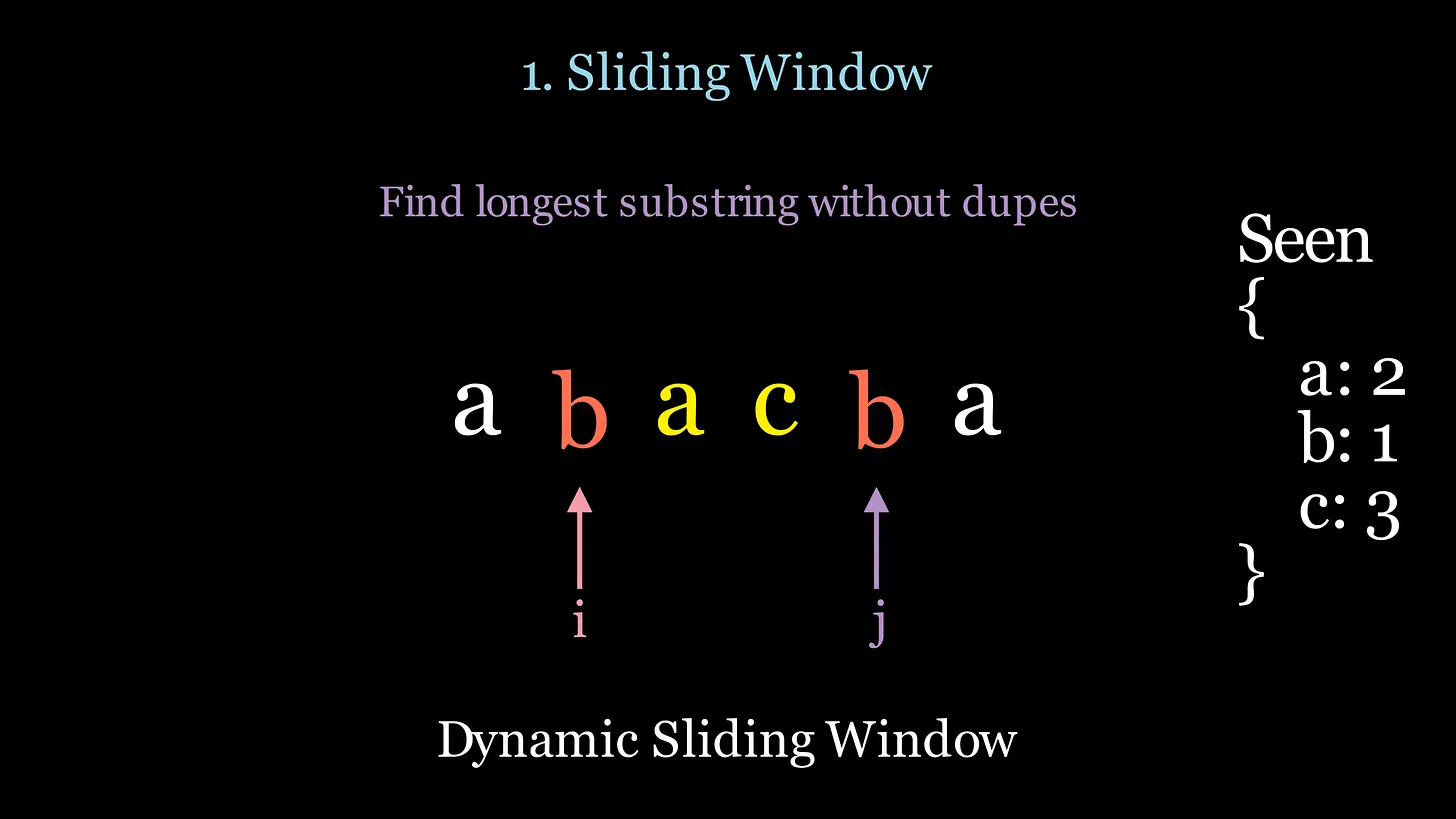 1. Sliding Window
Find longest substring without dupes
Seen
{
a: 2
b: 1
c: 3
}
a b a c b a
i j
Dynamic Sliding Window